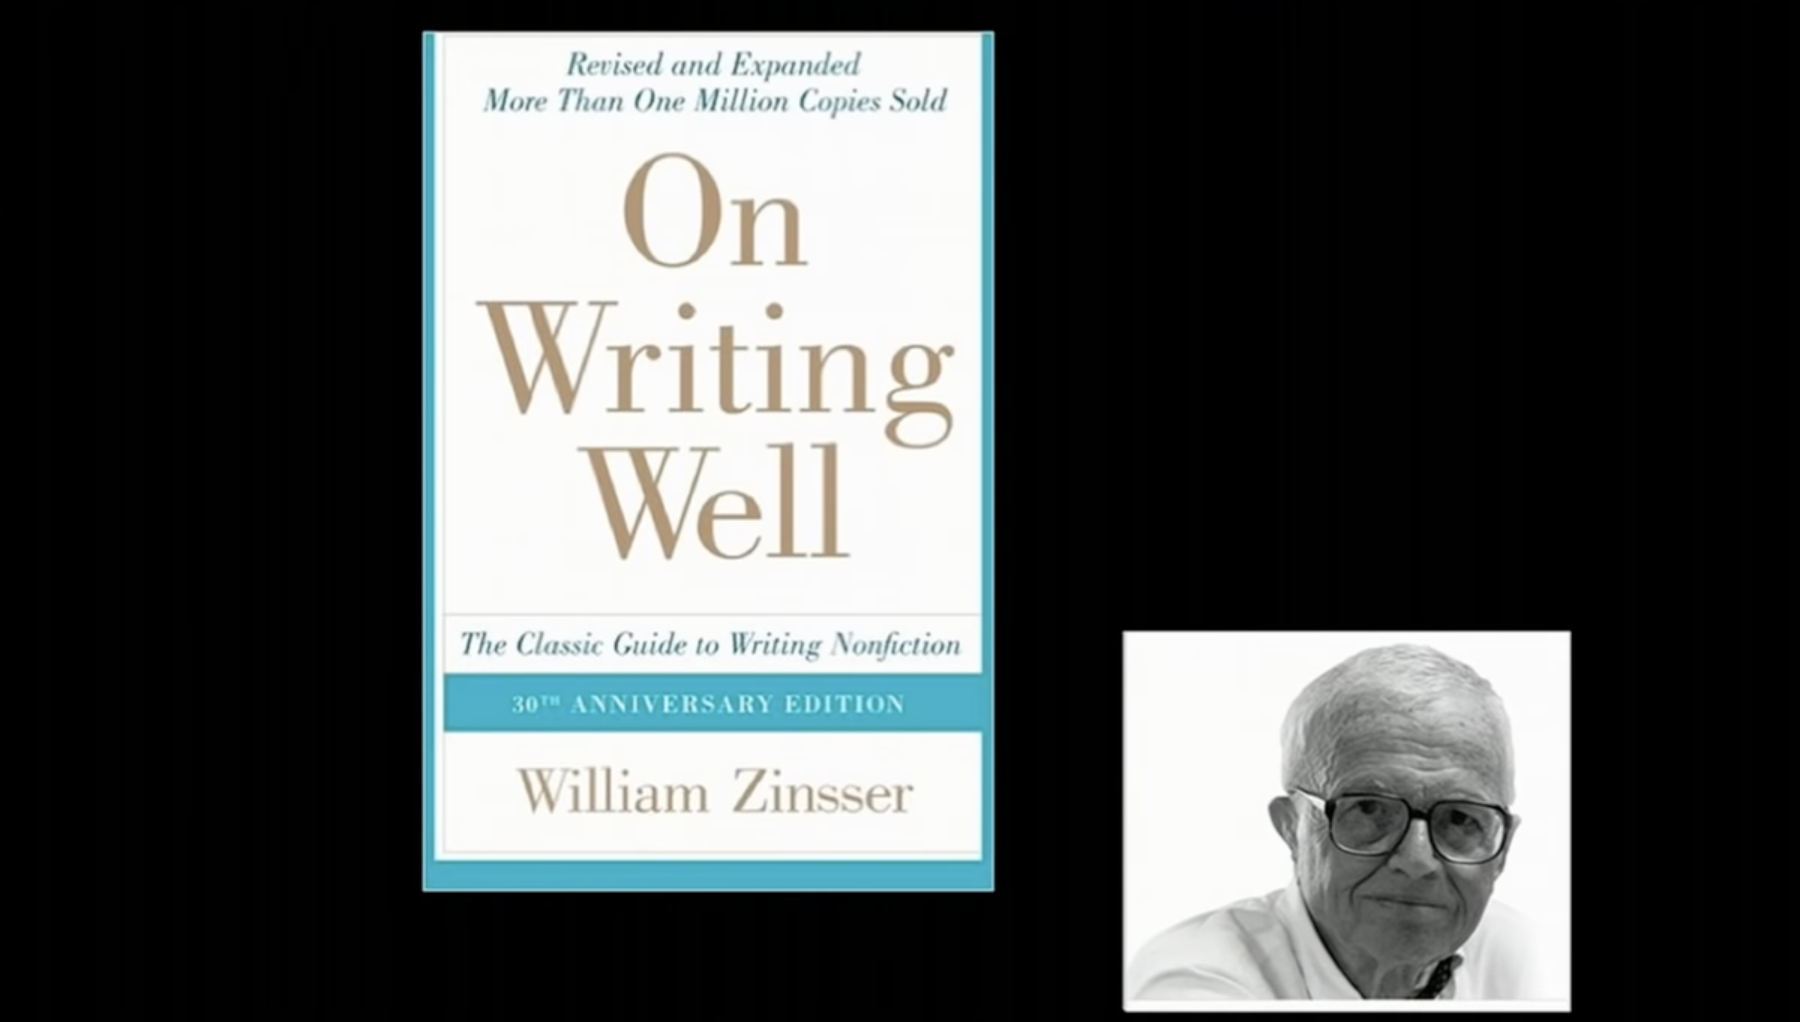 Revised and Expanded
More Than One Million Copies Sold
On
Writing
Well
The Classic Guide to Writing Nonfiction
30TH ANNIVERSARY EDITION
William Zinsser